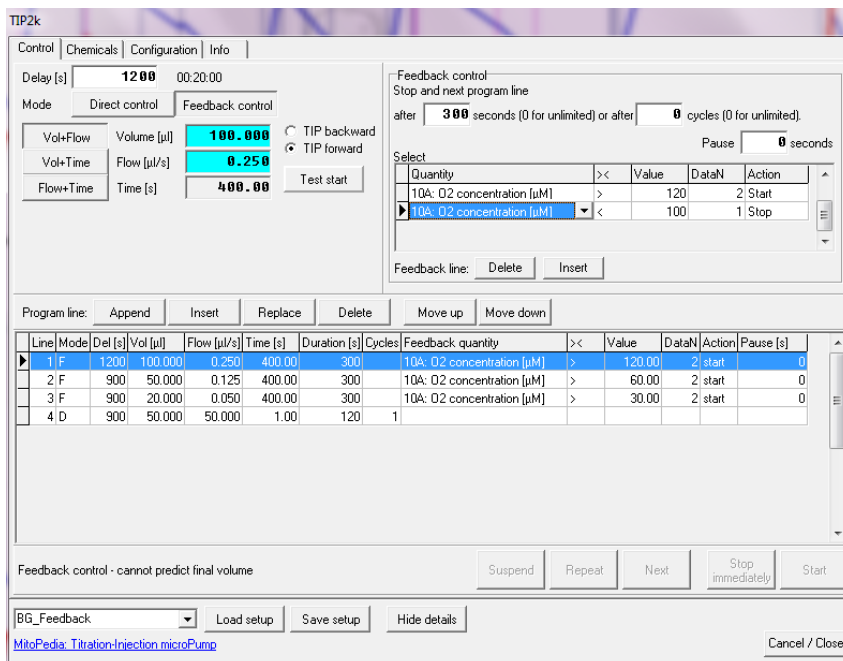 TIP2k
Control Chemicals Configuration Info
Delay [s] 1200 00:20:00
Mode Direct control Feedback control
Vol+Flow Volume [µl] 100.000 TIP backward
Vol+Time Flow [µl/s] 0.250 TIP forward
Flow+Time Time [s] 400.00 Test start
Feedback control
Stop and next program line
after 300 seconds (0 for unlimited) or after 0 cycles (0 for unlimited).
Pause 0 seconds
Select
Quantity >< Value DataN Action
10A: O2 concentration [µM] > 120 2 Start
10A: O2 concentration [µM] < 100 1 Stop
Feedback line: Delete Insert
Program line: Append Insert Replace Delete Move up Move down
Line Mode Del [s] Vol [µl] Flow [µl/s] Time [s] Duration [s] Cycles Feedback quantity >< Value DataN Action Pause [s]
1 F 1200 100.000 0.250 400.00 300 10A: O2 concentration [µM] > 120.00 2 start 0
2 F 900 50.000 0.125 400.00 300 10A: O2 concentration [µM] > 60.00 2 start 0
3 F 900 20.000 0.050 400.00 300 10A: O2 concentration [µM] > 30.00 2 start 0
4 D 900 50.000 50.000 1.00 120 1
Feedback control - cannot predict final volume Suspend Repeat Next Stop immediately Start
BG_Feedback Load setup Save setup Hide details
MitoPedia: Titration-Injection microPump Cancel / Close